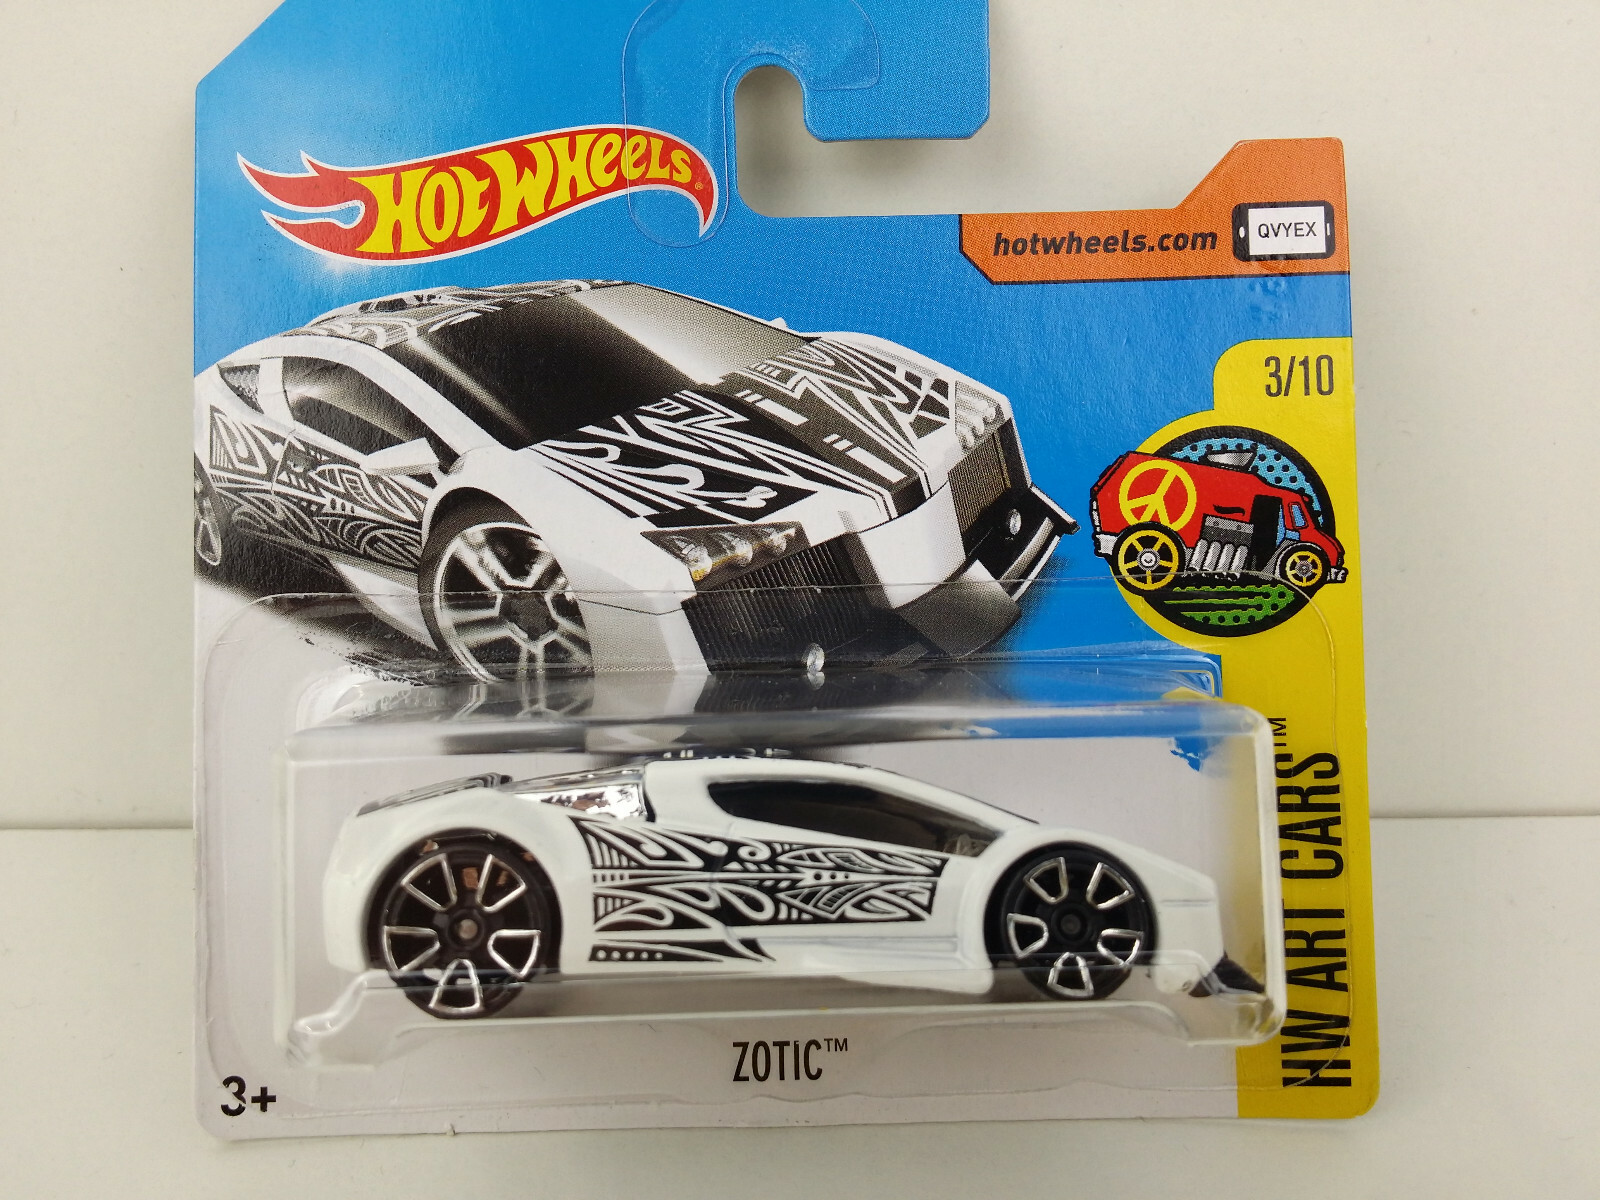 HOT WHEELS®
hotwheels.com
QVYEX
3/10
HW ART CARS™
ZOTIC™
3+